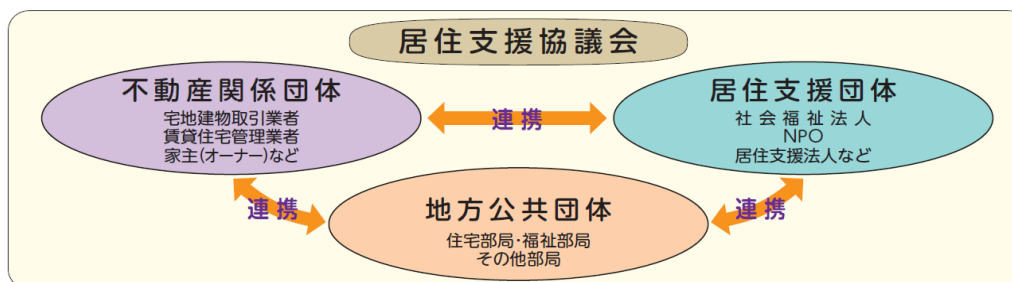 居住支援協議会
不動産関係団体
宅地建物取引業者
賃貸住宅管理業者
家主(オーナー)など
連携
居住支援団体
社会福祉法人
NPO
居住支援法人など
連携
地方公共団体
住宅部局・福祉部局
その他部局
連携